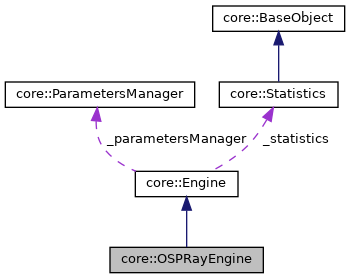 core::BaseObject
core::ParametersManager
core::Statistics
_parametersManager
_statistics
core::Engine
core::OSPRayEngine